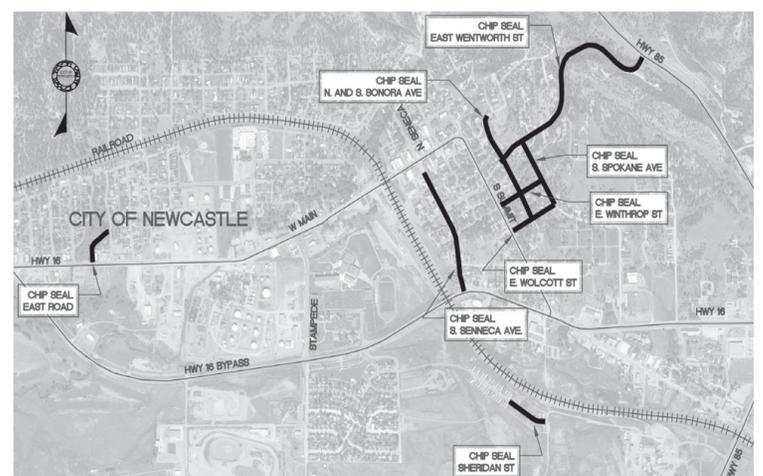 CHIP SEAL
EAST WENTWORTH ST
HWY 85
CHIP SEAL
N. AND S. SONORA AVE
N. SENECA
RAILROAD
CHIP SEAL
S. SPOKANE AVE
S SUMMIT
CHIP SEAL
E. WINTHROP ST
CITY OF NEWCASTLE
W MAIN
HWY 16
CHIP SEAL
E. WOLCOTT ST
CHIP SEAL
EAST ROAD
STAMPEDE
CHIP SEAL
S. SENNECA AVE.
HWY 16
HWY 16 BYPASS
CHIP SEAL
SHERIDAN ST
HWY 85